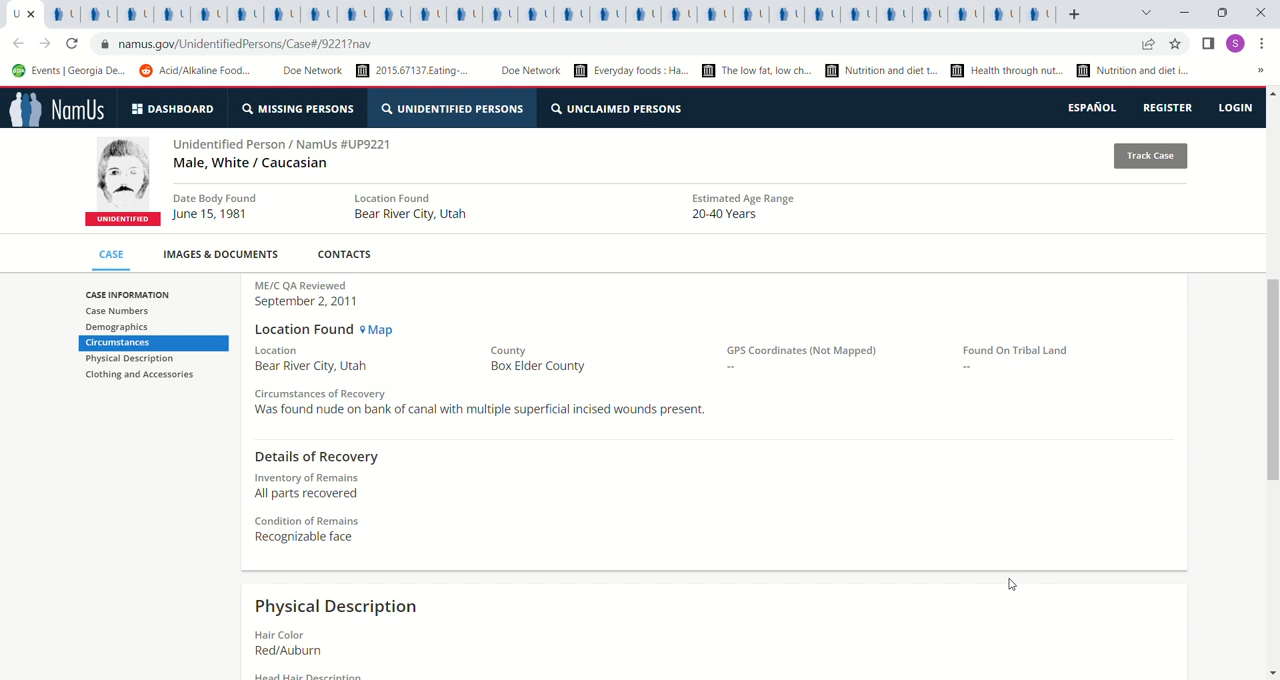 U
namus.gov/UnidentifiedPersons/Case#/9221?nav
S
Events | Georgia De...
Acid/Alkaline Food...
Doe Network
2015.67137.Eating-...
Doe Network
Everyday foods : Ha...
The low fat, low ch...
Nutrition and diet t...
Health through nut...
Nutrition and diet i...
»
NamUs
DASHBOARD
MISSING PERSONS
UNIDENTIFIED PERSONS
UNCLAIMED PERSONS
ESPAÑOL
REGISTER
LOGIN
UNIDENTIFIED
Unidentified Person / NamUs #UP9221
Male, White / Caucasian
Track Case
Date Body Found
June 15, 1981
Location Found
Bear River City, Utah
Estimated Age Range
20-40 Years
CASE
IMAGES & DOCUMENTS
CONTACTS
CASE INFORMATION
Case Numbers
Demographics
Circumstances
Physical Description
Clothing and Accessories
ME/C QA Reviewed
September 2, 2011
Location Found Map
Location
Bear River City, Utah
County
Box Elder County
GPS Coordinates (Not Mapped)
--
Found On Tribal Land
--
Circumstances of Recovery
Was found nude on bank of canal with multiple superficial incised wounds present.
Details of Recovery
Inventory of Remains
All parts recovered
Condition of Remains
Recognizable face
Physical Description
Hair Color
Red/Auburn
Head Hair Description